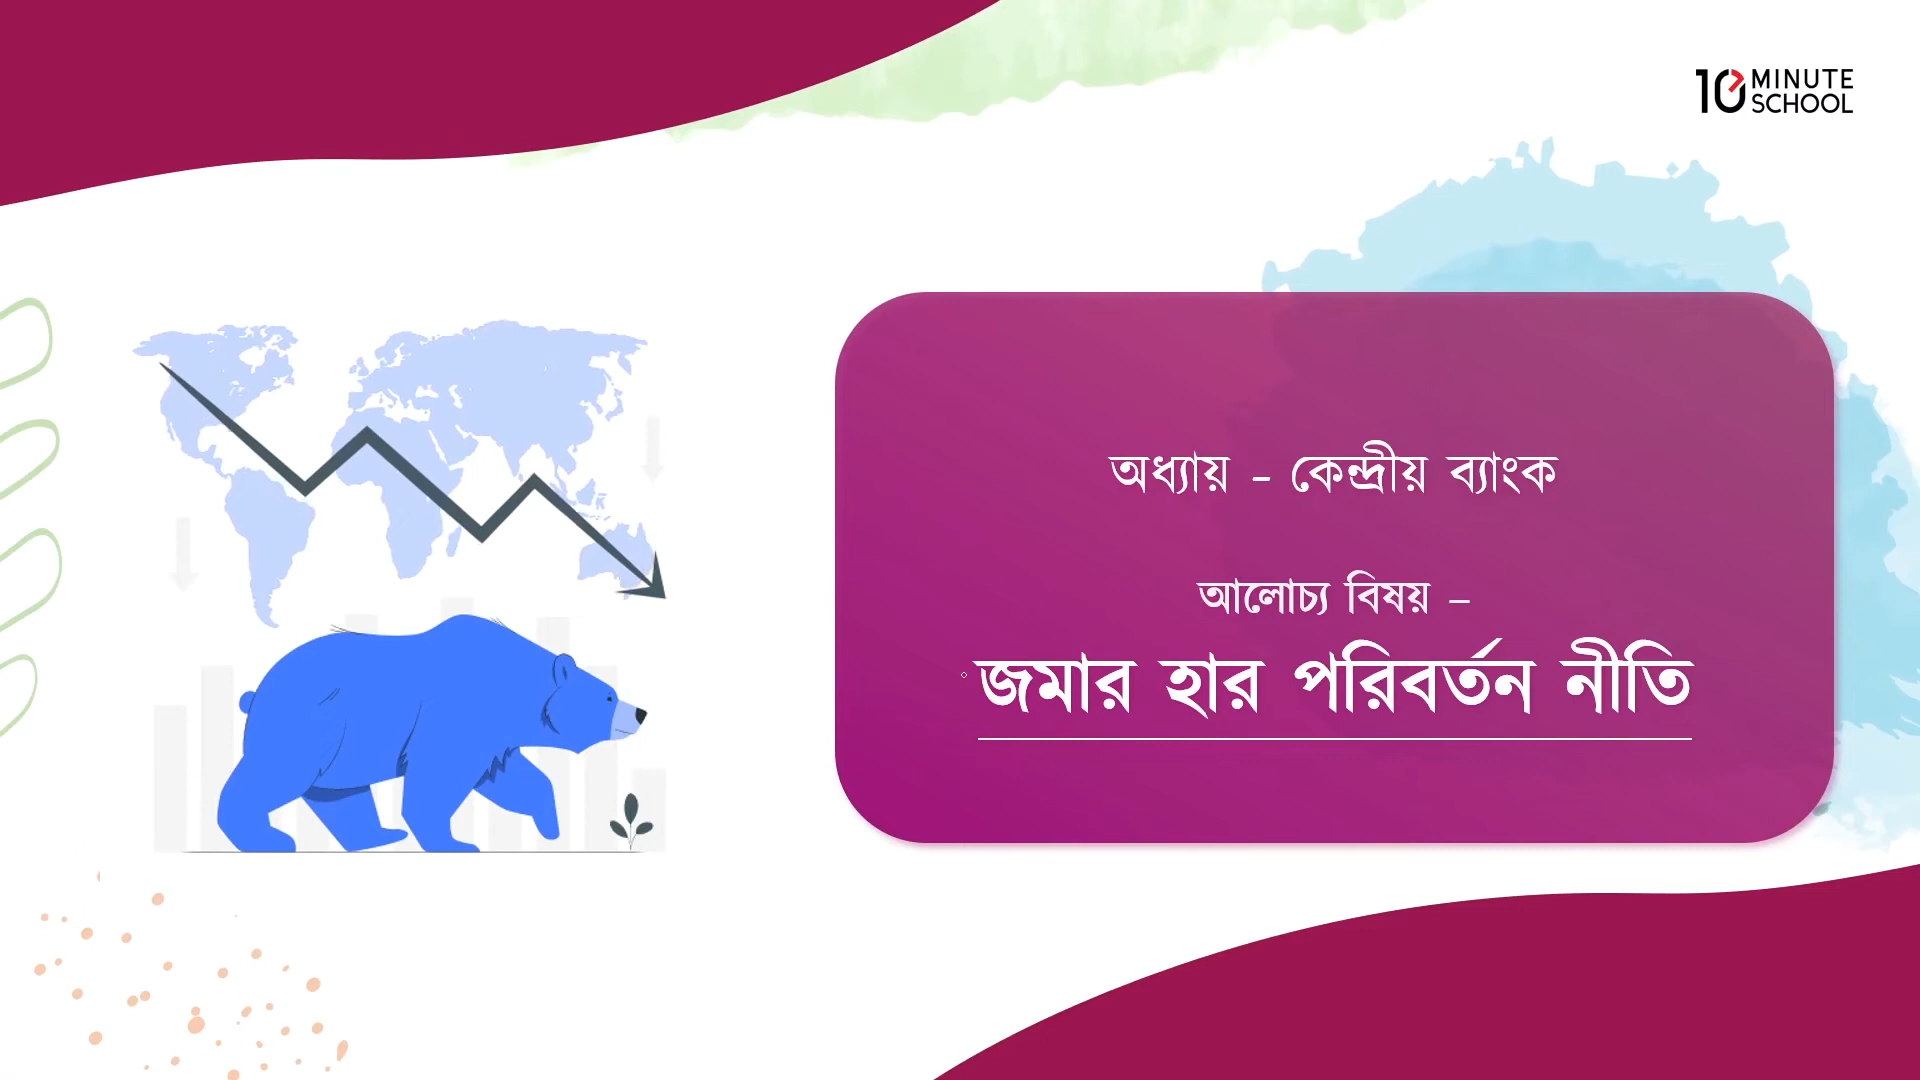 10 MINUTE
SCHOOL
অধ্যায় – কেন্দ্রীয় ব্যাংক
আলোচ্য বিষয় –
জমার হার পরিবর্তন নীতি